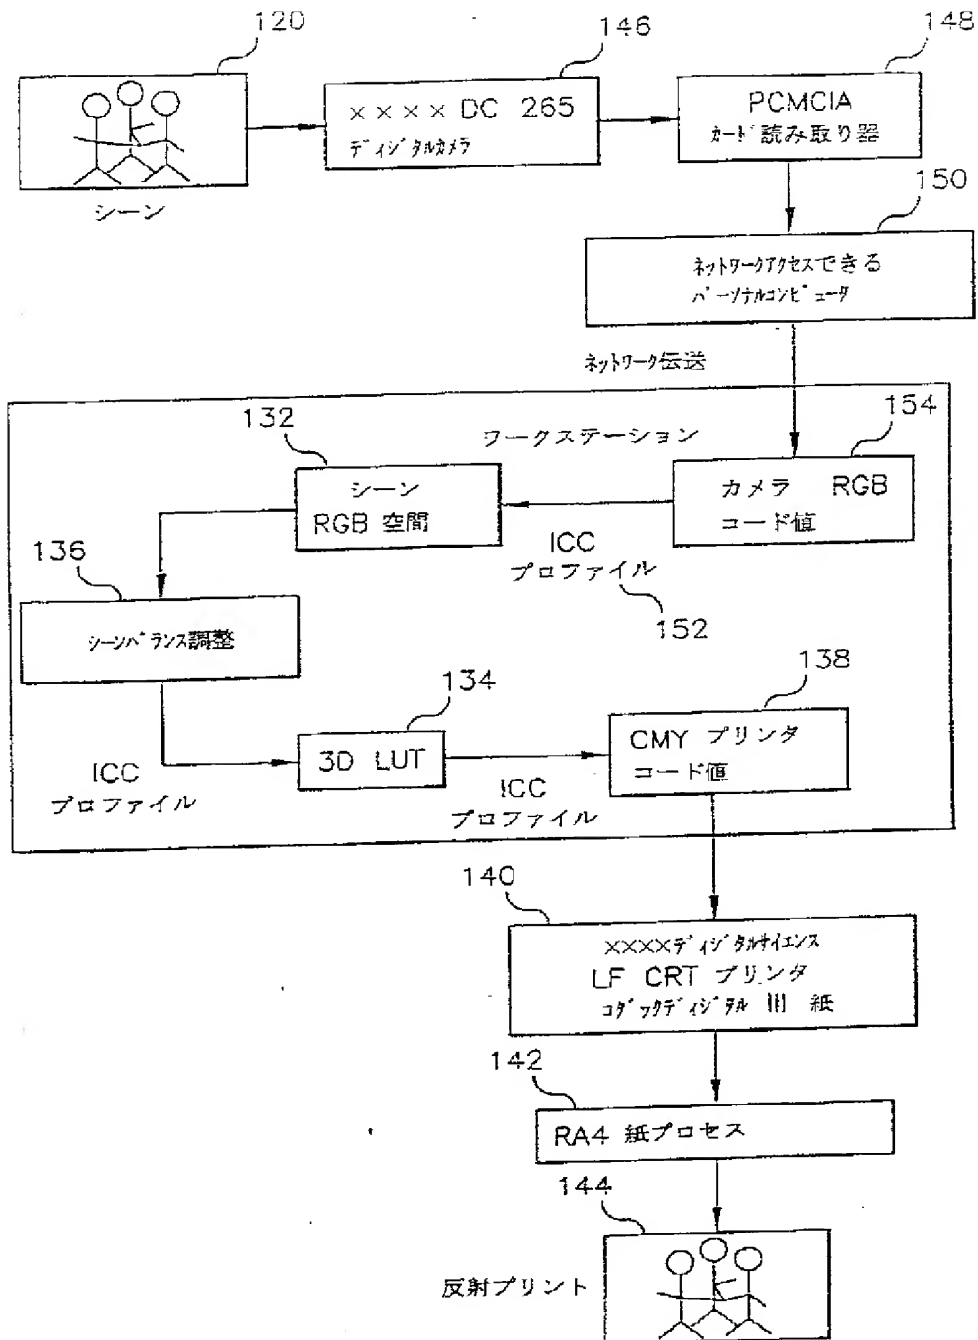 120
146
148
×××× DC 265
ディジタルカメラ
PCMCIA
カード読み取り器
シーン
150
ネットワークアクセスできる
パーソナルコンピュータ
ネットワーク伝送
132
ワークステーション
154
シーン
RGB 空間
カメラ RGB
コード値
136
ICC
プロファイル
152
シーンバランス調整
134
138
3D LUT
CMY プリンタ
コード値
ICC
プロファイル
ICC
プロファイル
140
××××ディジタルサイエンス
LF CRT プリンタ
コダックディジタル III 紙
142
RA4 紙プロセス
144
反射プリント